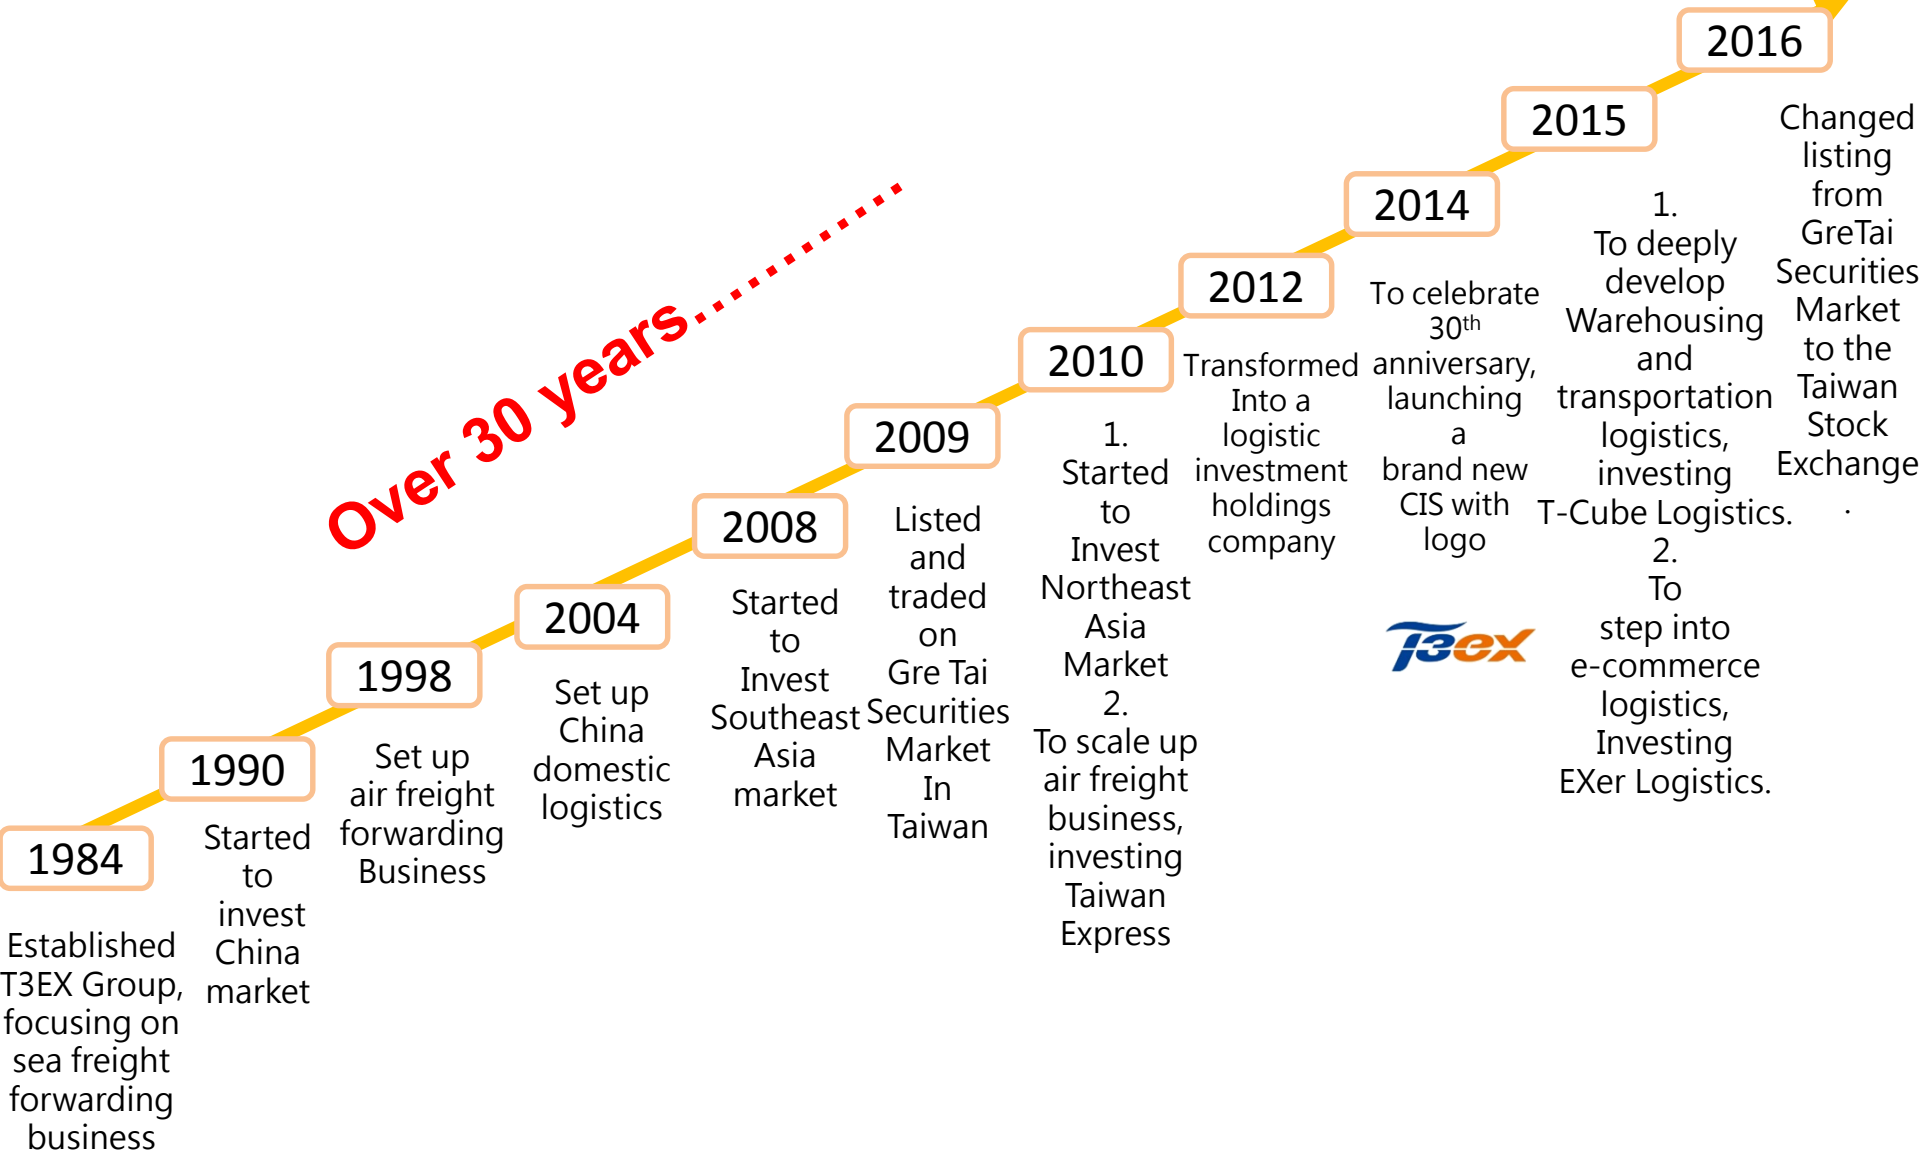 1984
Established
T3EX Group,
focusing on
sea freight
forwarding
business
1990
Started
to
invest
China
market
1998
Set up
air freight
forwarding
Business
2004
Set up
China
domestic
logistics
2008
Started
to
Invest
Southeast
Asia
market
2009
Listed
and
traded
on
Gre Tai
Securities
Market
In
Taiwan
2010
1.
Started
to
Invest
Northeast
Asia
Market
2.
To scale up
air freight
business,
investing
Taiwan
Express
2012
Transformed
Into a
logistic
investment
holdings
company
2014
To celebrate
30th
anniversary,
launching
a
brand new
CIS with
logo
T3ex
2015
1.
To deeply
develop
Warehousing
and
transportation
logistics,
investing
T-Cube Logistics.
2.
To
step into
e-commerce
logistics,
Investing
EXer Logistics.
2016
Changed
listing
from
GreTai
Securities
Market
to the
Taiwan
Stock
Exchange
.
Over 30 years...................